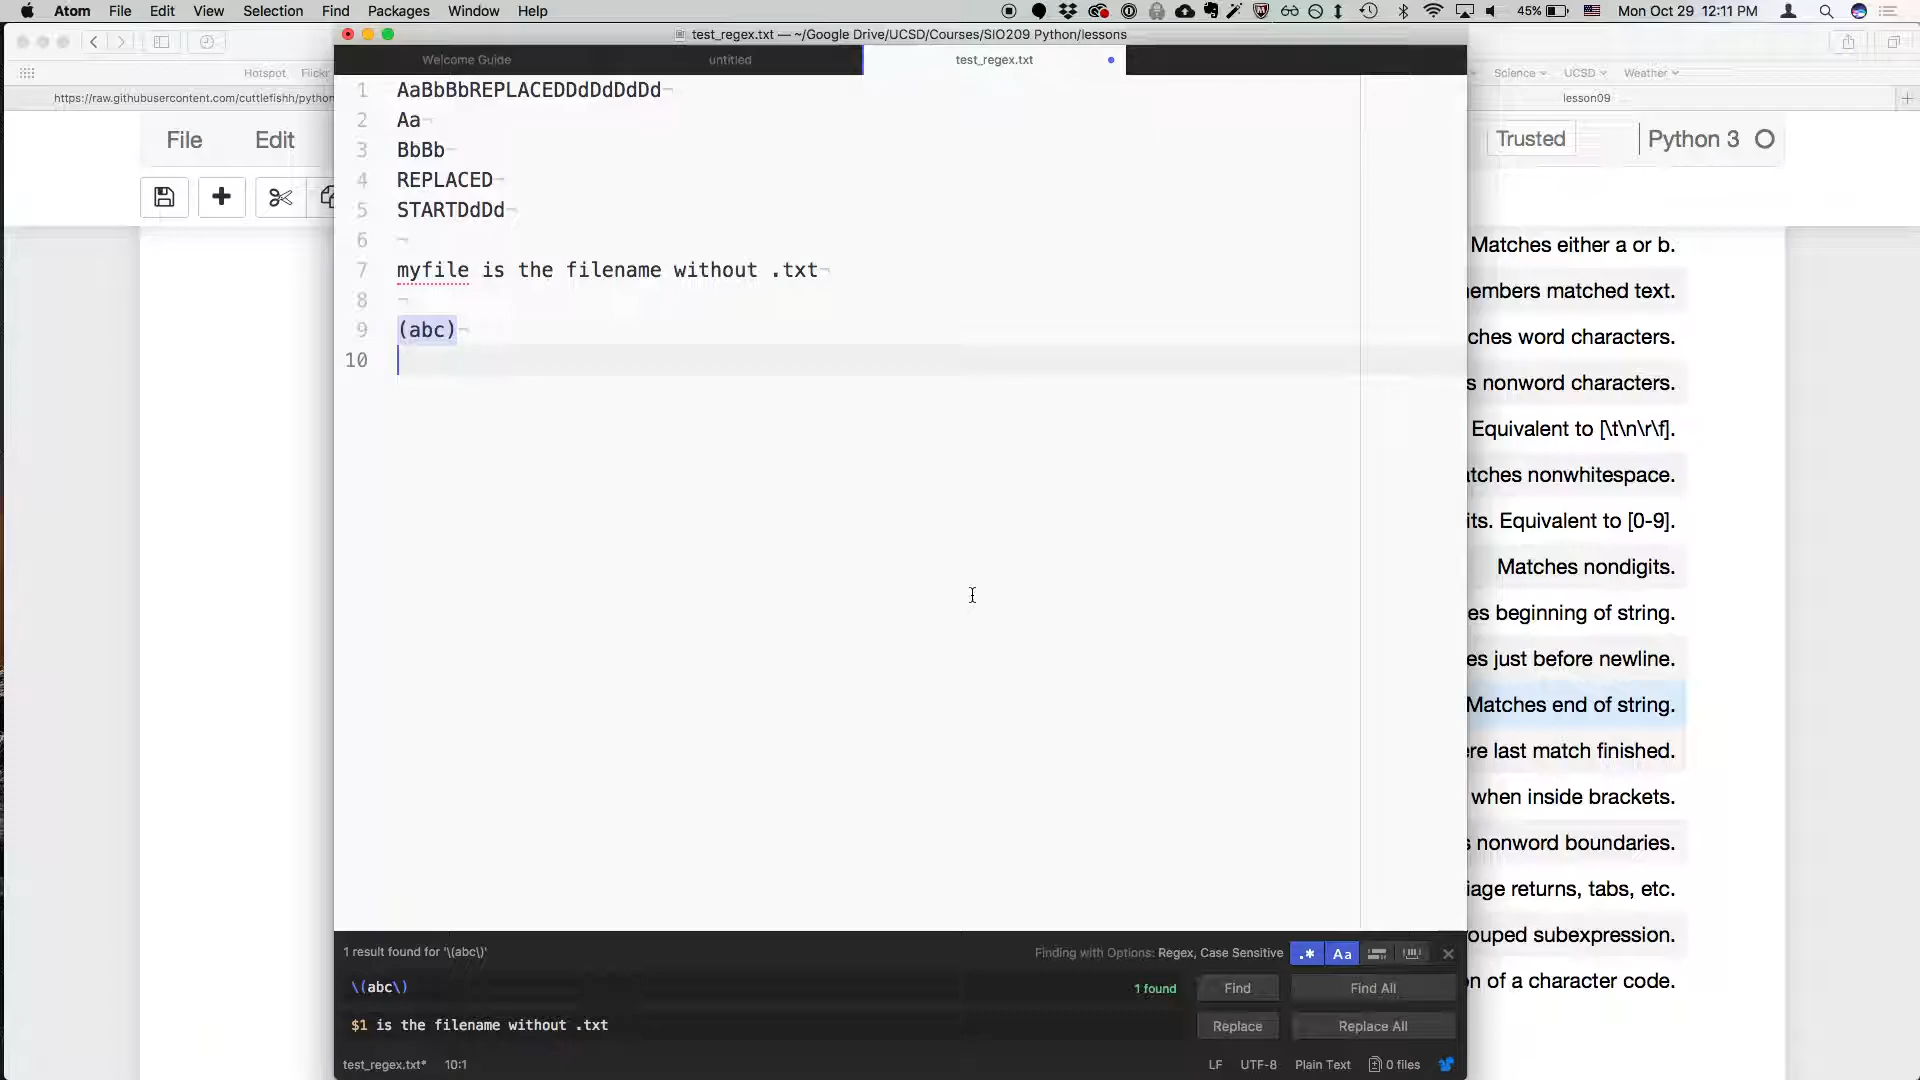 Atom File Edit View Selection Find Packages Window Help
45% Mon Oct 29 12:11 PM
test_regex.txt — ~/Google Drive/UCSD/Courses/SIO209 Python/lessons
Welcome Guide untitled test_regex.txt
Hotspot Flickr Science UCSD Weather
https://raw.githubusercontent.com/cuttlefishh/python lesson09
File Edit Trusted Python 3
1 AaBbBbREPLACEDDdDdDdDd¬
2 Aa¬
3 BbBb¬
4 REPLACED¬
5 STARTDdDd¬
6 ¬
7 myfile is the filename without .txt¬
8 ¬
9 (abc)¬
10
Matches either a or b.
embers matched text.
ches word characters.
s nonword characters.
Equivalent to [\t\n\r\f].
tches nonwhitespace.
its. Equivalent to [0-9].
Matches nondigits.
es beginning of string.
es just before newline.
Matches end of string.
re last match finished.
when inside brackets.
s nonword boundaries.
iage returns, tabs, etc.
ouped subexpression.
n of a character code.
1 result found for '\(abc\)' Finding with Options: Regex, Case Sensitive .* Aa
\(abc\) 1 found Find Find All
$1 is the filename without .txt Replace Replace All
test_regex.txt* 10:1 LF UTF-8 Plain Text 0 files